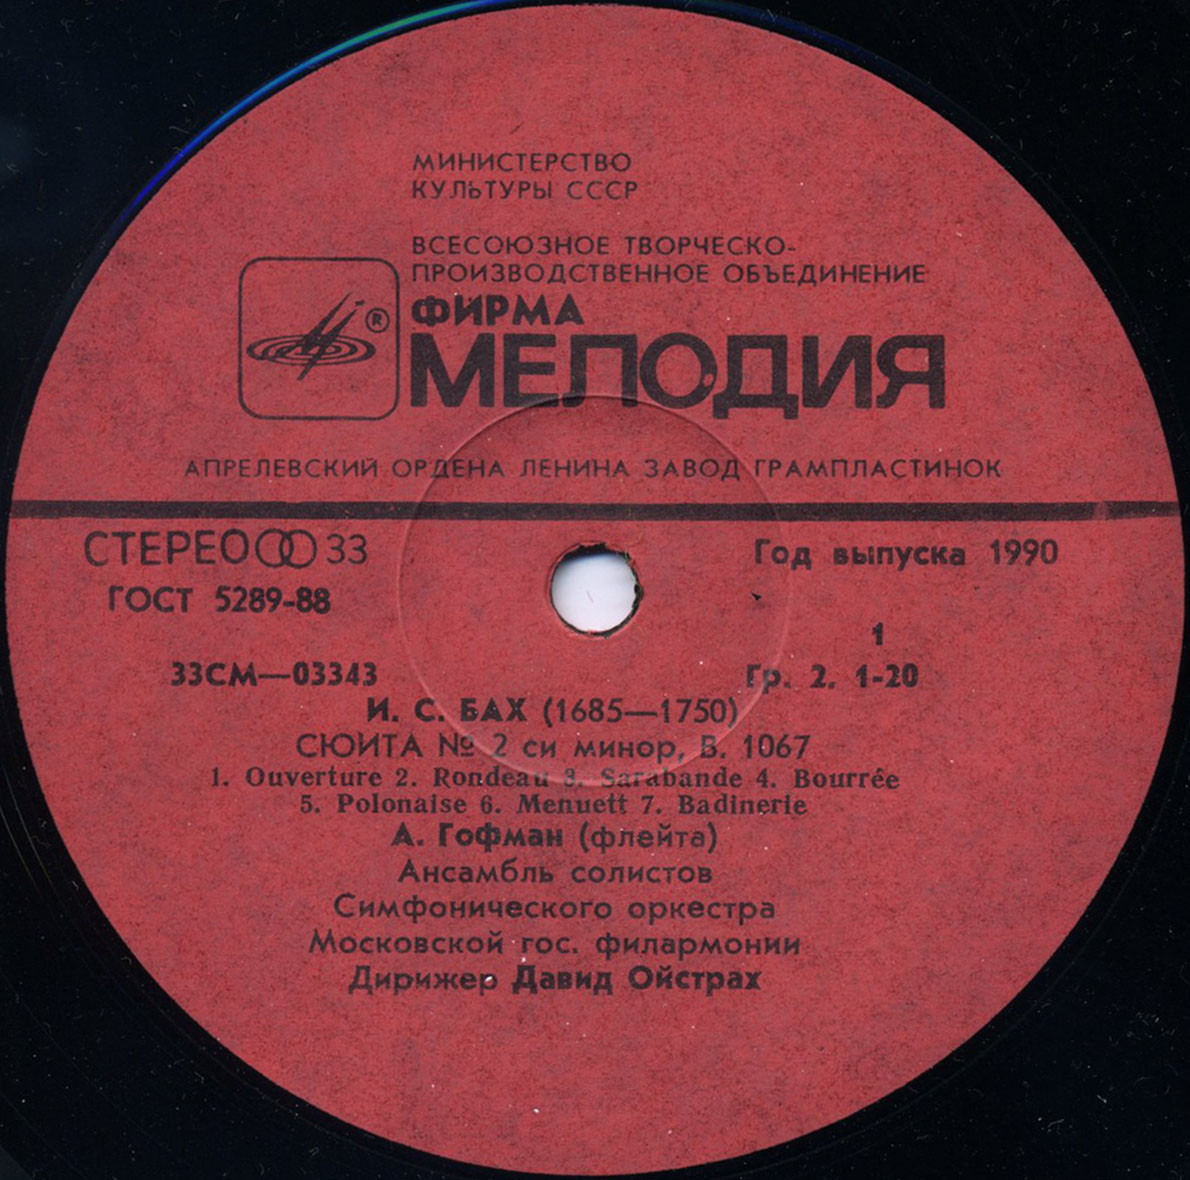 МИНИСТЕРСТВО
КУЛЬТУРЫ СССР
ВСЕСОЮЗНОЕ ТВОРЧЕСКО-
ПРОИЗВОДСТВЕННОЕ ОБЪЕДИНЕНИЕ
ФИРМА
®
МЕЛОДИЯ
АПРЕЛЕВСКИЙ ОРДЕНА ЛЕНИНА ЗАВОД ГРАМПЛАСТИНОК
СТЕРЕО 33
Год выпуска 1990
ГОСТ 5289-88
1
33СМ—03343
Гр. 2. 1-20
И. С. БАХ (1685—1750)
СЮИТА № 2 си минор, В. 1067
1. Ouverture 2. Rondeau 3. Sarabande 4. Bourrée
5. Polonaise 6. Menuett 7. Badinerie
А. Гофман (флейта)
Ансамбль солистов
Симфонического оркестра
Московской гос. филармонии
Дирижер Давид Ойстрах